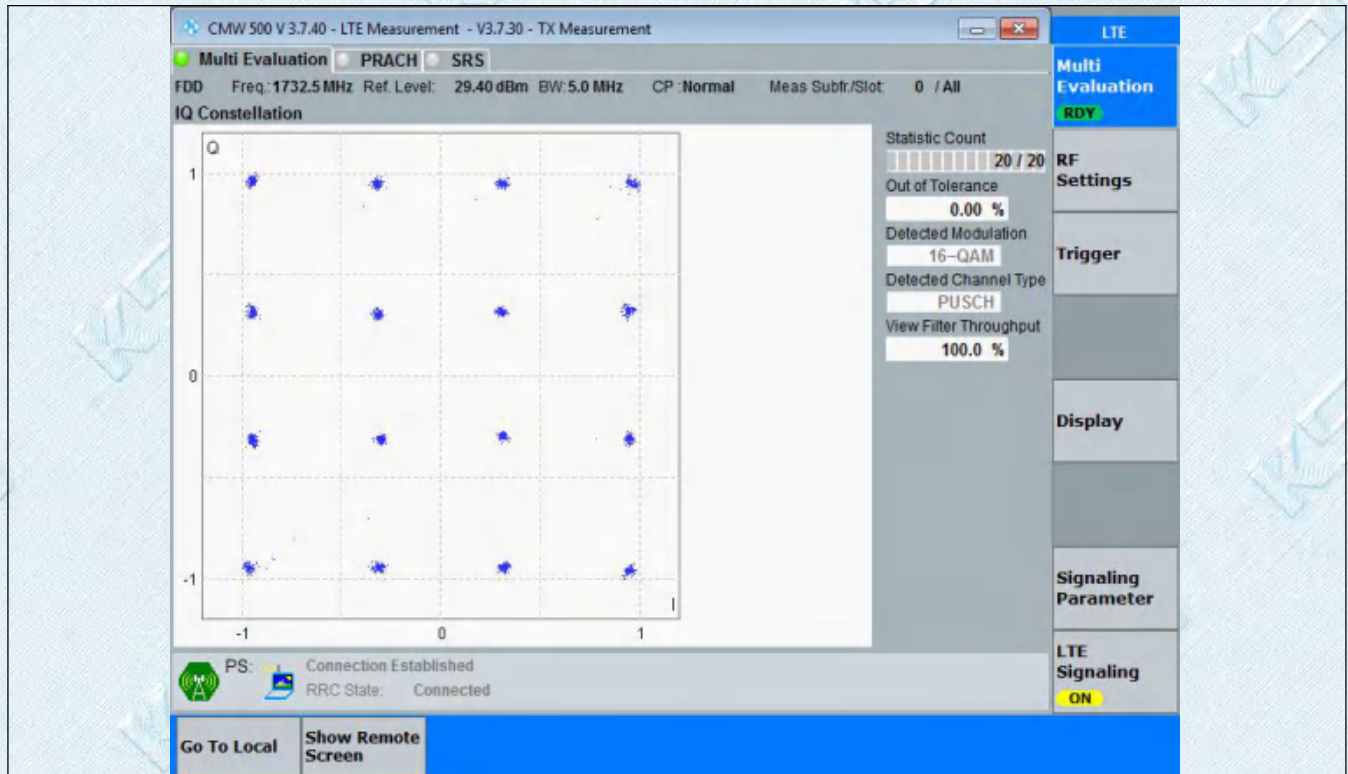 CMW 500 V 3.7.40 - LTE Measurement - V3.7.30 - TX Measurement
LTE
Multi Evaluation PRACH SRS
FDD Freq.: 1732.5 MHz Ref. Level: 29.40 dBm BW: 5.0 MHz CP : Normal Meas Subfr./Slot: 0 / All
IQ Constellation
Q
1
0
-1
-1 0 1
I
Statistic Count
20 / 20
Out of Tolerance
0.00 %
Detected Modulation
16-QAM
Detected Channel Type
PUSCH
View Filter Throughput
100.0 %
Multi
Evaluation
RDY
RF
Settings
Trigger
Display
Signaling
Parameter
LTE
Signaling
ON
PS:
Connection Established
RRC State: Connected
Go To Local
Show Remote
Screen